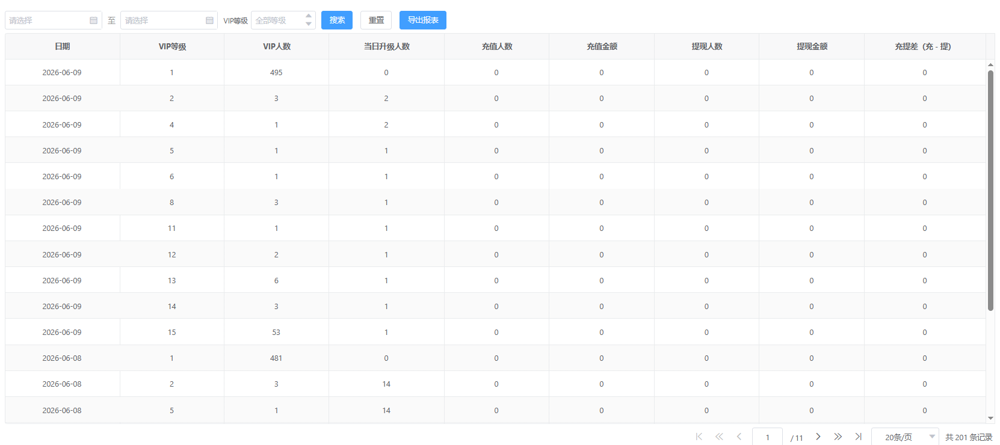 请选择 至 请选择 VIP等级 全部等级 搜索 重置 导出报表
日期 VIP等级 VIP人数 当日升级人数 充值人数 充值金额 提现人数 提现金额 充提差（充 - 提）
2026-06-09 1 495 0 0 0 0 0 0
2026-06-09 2 3 2 0 0 0 0 0
2026-06-09 4 1 2 0 0 0 0 0
2026-06-09 5 1 1 0 0 0 0 0
2026-06-09 6 1 1 0 0 0 0 0
2026-06-09 8 3 1 0 0 0 0 0
2026-06-09 11 1 1 0 0 0 0 0
2026-06-09 12 2 1 0 0 0 0 0
2026-06-09 13 6 1 0 0 0 0 0
2026-06-09 14 3 1 0 0 0 0 0
2026-06-09 15 53 1 0 0 0 0 0
2026-06-08 1 481 0 0 0 0 0 0
2026-06-08 2 3 14 0 0 0 0 0
2026-06-08 5 1 14 0 0 0 0 0
1 / 11 20条/页 共 201 条记录